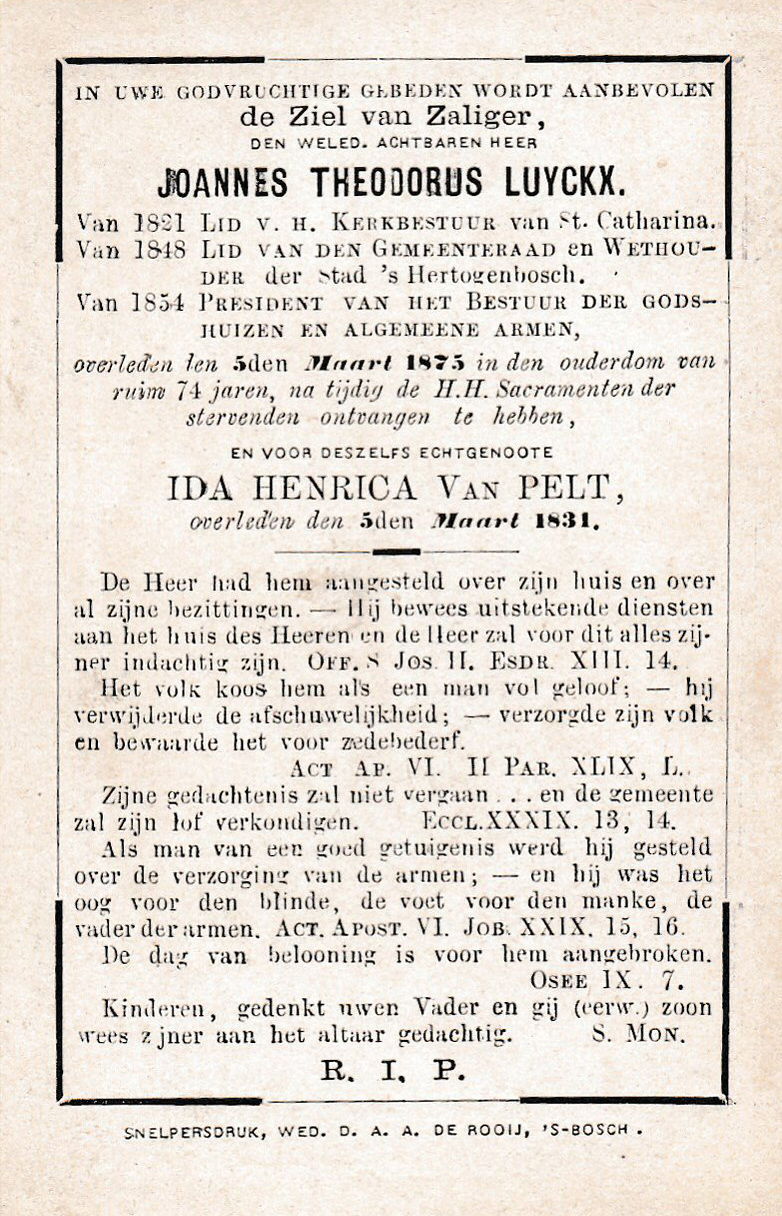 IN UWE GODVRUCHTIGE GEBEDEN WORDT AANBEVOLEN
de Ziel van Zaliger,
DEN WELED. ACHTBAREN HEER
JOANNES THEODORUS LUYCKX.
Van 1821 LID V. H. KERKBESTUUR van St. Catharina.
Van 1848 LID VAN DEN GEMEENTERAAD en WETHOU-
DER der Stad 's Hertogenbosch.
Van 1854 PRESIDENT VAN HET BESTUUR DER GODS-
HUIZEN EN ALGEMEENE ARMEN,
overleden den 5den Maart 1875 in den ouderdom van
ruim 74 jaren, na tijdig de H.H. Sacramenten der
stervenden ontvangen te hebben,
EN VOOR DESZELFS ECHTGENOOTE
IDA HENRICA VAN PELT,
overleden den 5den Maart 1831.
De Heer had hem aangesteld over zijn huis en over
al zijne bezittingen. — Hij bewees uitstekende diensten
aan het huis des Heeren en de Heer zal voor dit alles zij-
ner indachtig zijn. OFF. S JOS. II. ESDR. XIII. 14.
Het volk koos hem als een man vol geloof; — hij
verwijderde de afschuwelijkheid; — verzorgde zijn volk
en bewaarde het voor zedebederf.
ACT AP. VI. II PAR. XLIX, L.
Zijne gedachtenis zal niet vergaan . . . en de gemeente
zal zijn lof verkondigen. ECCL. XXXIX. 13, 14.
Als man van een goed getuigenis werd hij gesteld
over de verzorging van de armen; — en hij was het
oog voor den blinde, de voet voor den manke, de
vader der armen. ACT. APOST. VI. JOB. XXIX. 15, 16.
De dag van belooning is voor hem aangebroken.
OSEE IX. 7.
Kinderen, gedenkt uwen Vader en gij (eerw.) zoon
wees zijner aan het altaar gedachtig. S. MON.
R. I. P.
SNELPERSDRUK, WED. D. A. A. DE ROOIJ, 'S-BOSCH.